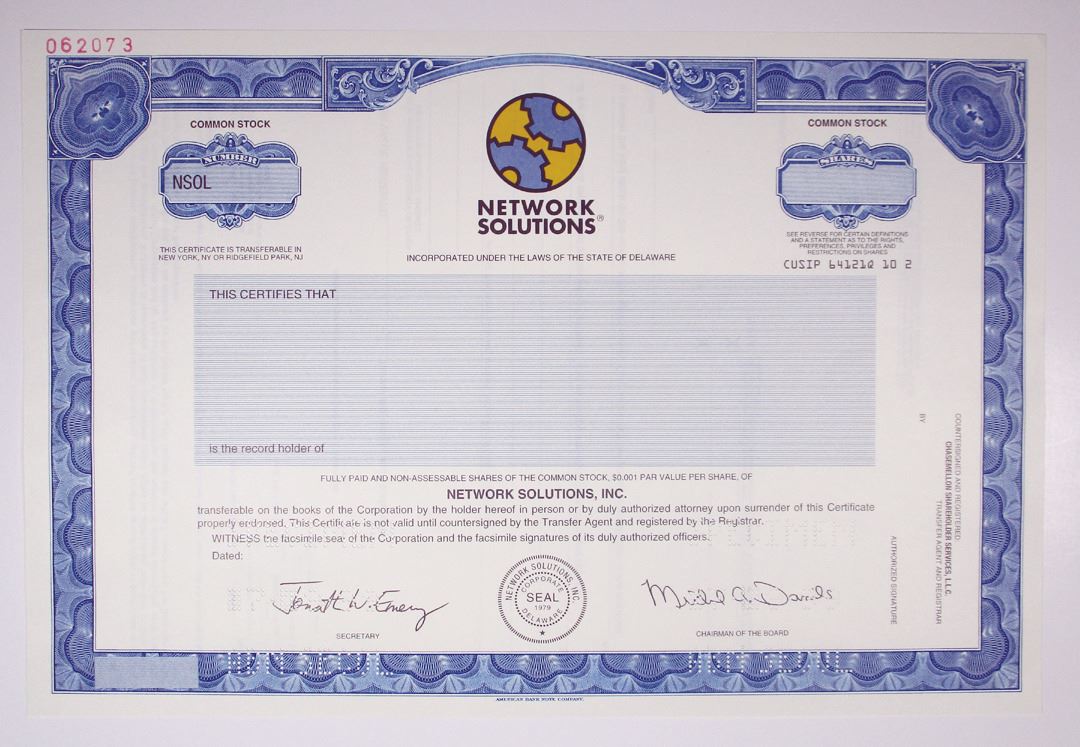 062073
COMMON STOCK
NUMBER
NSOL
THIS CERTIFICATE IS TRANSFERABLE IN
NEW YORK, NY OR RIDGEFIELD PARK, NJ
NETWORK
SOLUTIONS®
INCORPORATED UNDER THE LAWS OF THE STATE OF DELAWARE
COMMON STOCK
SHARES
SEE REVERSE FOR CERTAIN DEFINITIONS
AND A STATEMENT AS TO THE RIGHTS,
PREFERENCES, PRIVILEGES AND
RESTRICTIONS ON SHARES
CUSIP 64121Q 10 2
THIS CERTIFIES THAT
is the record holder of
FULLY PAID AND NON-ASSESSABLE SHARES OF THE COMMON STOCK, $0.001 PAR VALUE PER SHARE, OF
NETWORK SOLUTIONS, INC.
transferable on the books of the Corporation by the holder hereof in person or by duly authorized attorney upon surrender of this Certificate
properly endorsed. This Certificate is not valid until countersigned by the Transfer Agent and registered by the Registrar.
WITNESS the facsimile seal of the Corporation and the facsimile signatures of its duly authorized officers.
Dated:
SECRETARY
NETWORK SOLUTIONS, INC.
CORPORATE
SEAL
1979
DELAWARE
Michael A. Daniels
CHAIRMAN OF THE BOARD
COUNTERSIGNED AND REGISTERED:
CHASEMELLON SHAREHOLDER SERVICES, L.L.C.
TRANSFER AGENT AND REGISTRAR
BY
AUTHORIZED SIGNATURE
AMERICAN BANK NOTE COMPANY.